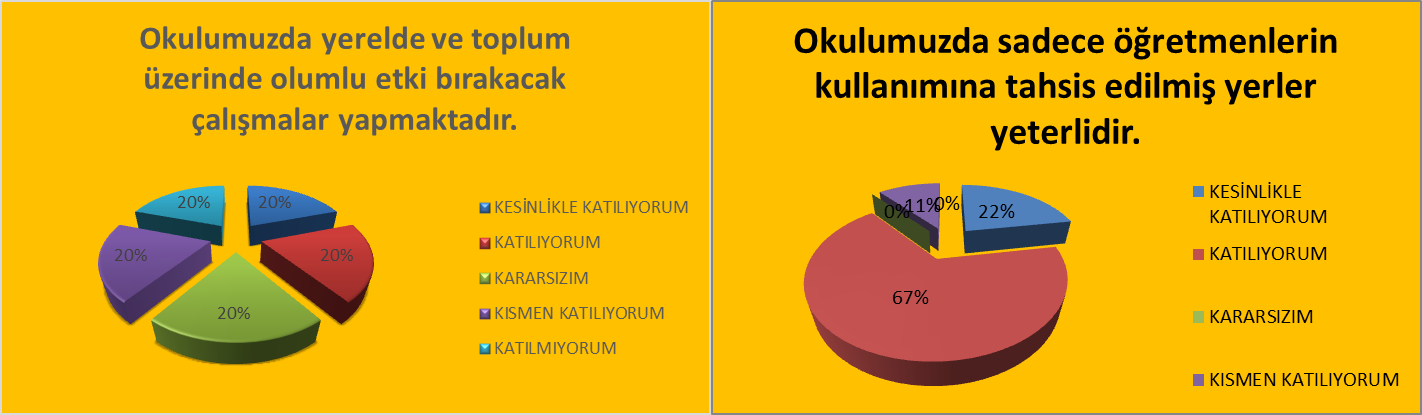 Okulumuzda yerelde ve toplum
üzerinde olumlu etki bırakacak
çalışmalar yapmaktadır.
20%
20%
20%
20%
20%
KESİNLİKLE KATILIYORUM
KATILIYORUM
KARARSIZIM
KISMEN KATILIYORUM
KATILMIYORUM
Okulumuzda sadece öğretmenlerin
kullanımına tahsis edilmiş yerler
yeterlidir.
22%
67%
0%
11%
0%
KESİNLİKLE
KATILIYORUM
KATILIYORUM
KARARSIZIM
KISMEN KATILIYORUM